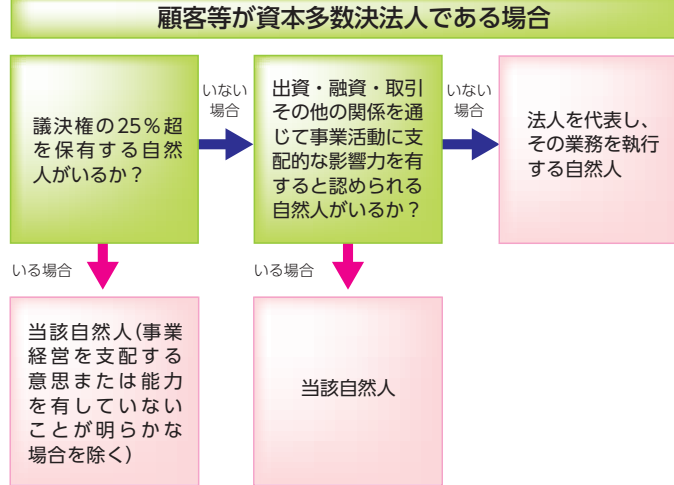 顧客等が資本多数決法人である場合
議決権の25%超
を保有する自然
人がいるか?
いない
場合
出資・融資・取引
その他の関係を通
じて事業活動に支
配的な影響力を有
すると認められる
自然人がいるか?
いない
場合
法人を代表し、
その業務を執行
する自然人
いる場合
いる場合
当該自然人(事業
経営を支配する
意思または能力
を有していない
ことが明らかな
場合を除く)
当該自然人